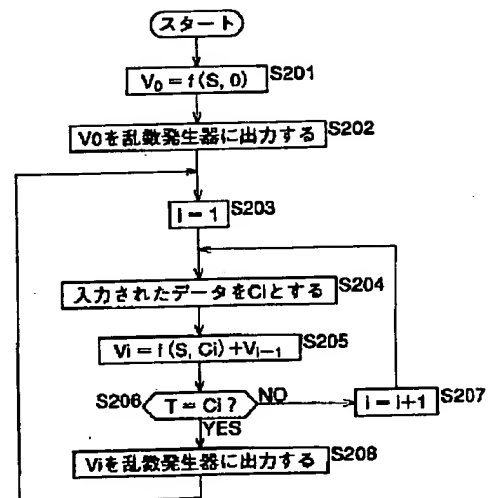 スタート
V₀ = f(S, 0) S201
V0を乱数発生器に出力する S202
i = 1 S203
入力されたデータをCiとする S204
Vi = f(S, Ci)+Vᵢ₋₁ S205
S206 T = Ci ? NO i = i+1 S207
YES
Viを乱数発生器に出力する S208